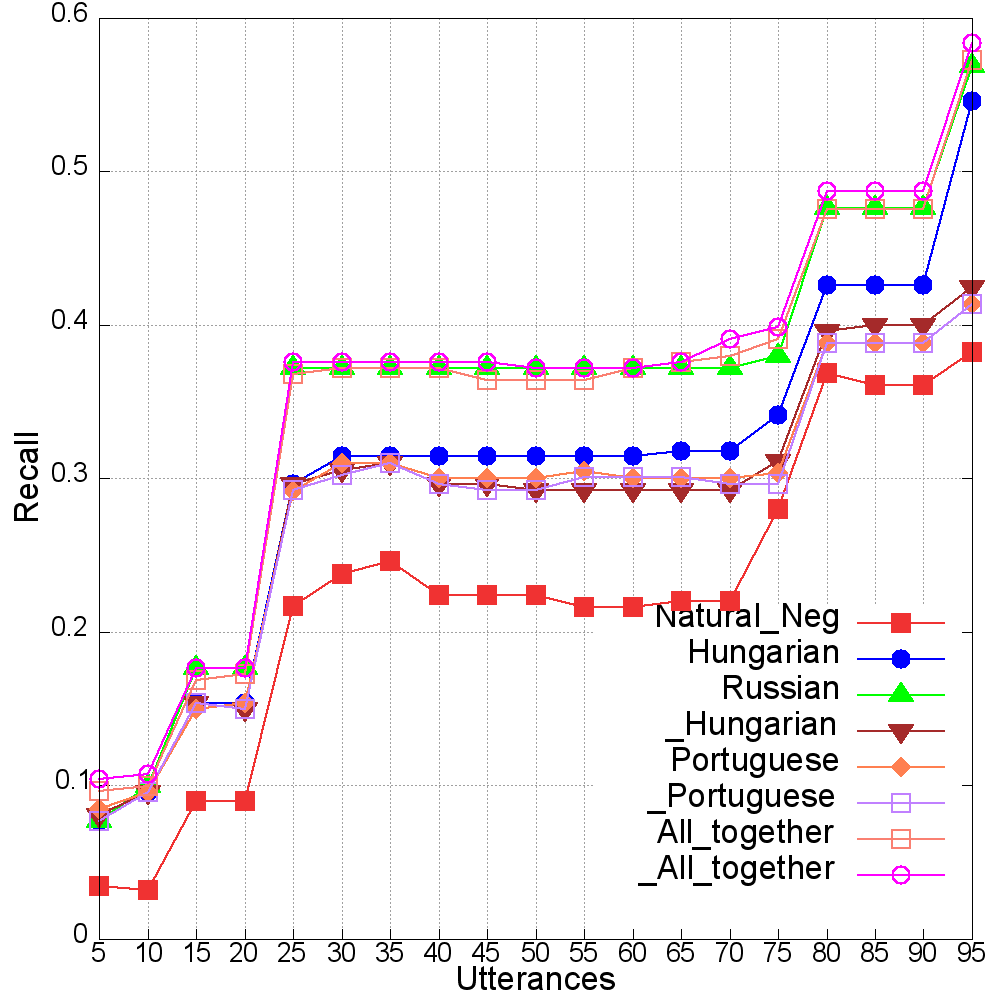 0.6
0.5
0.4
0.3
0.2
0.1
0
Recall
Natural_Neg
Hungarian
Russian
_Hungarian
Portuguese
_Portuguese
All_together
_All_together
5 10 15 20 25 30 35 40 45 50 55 60 65 70 75 80 85 90 95
Utterances